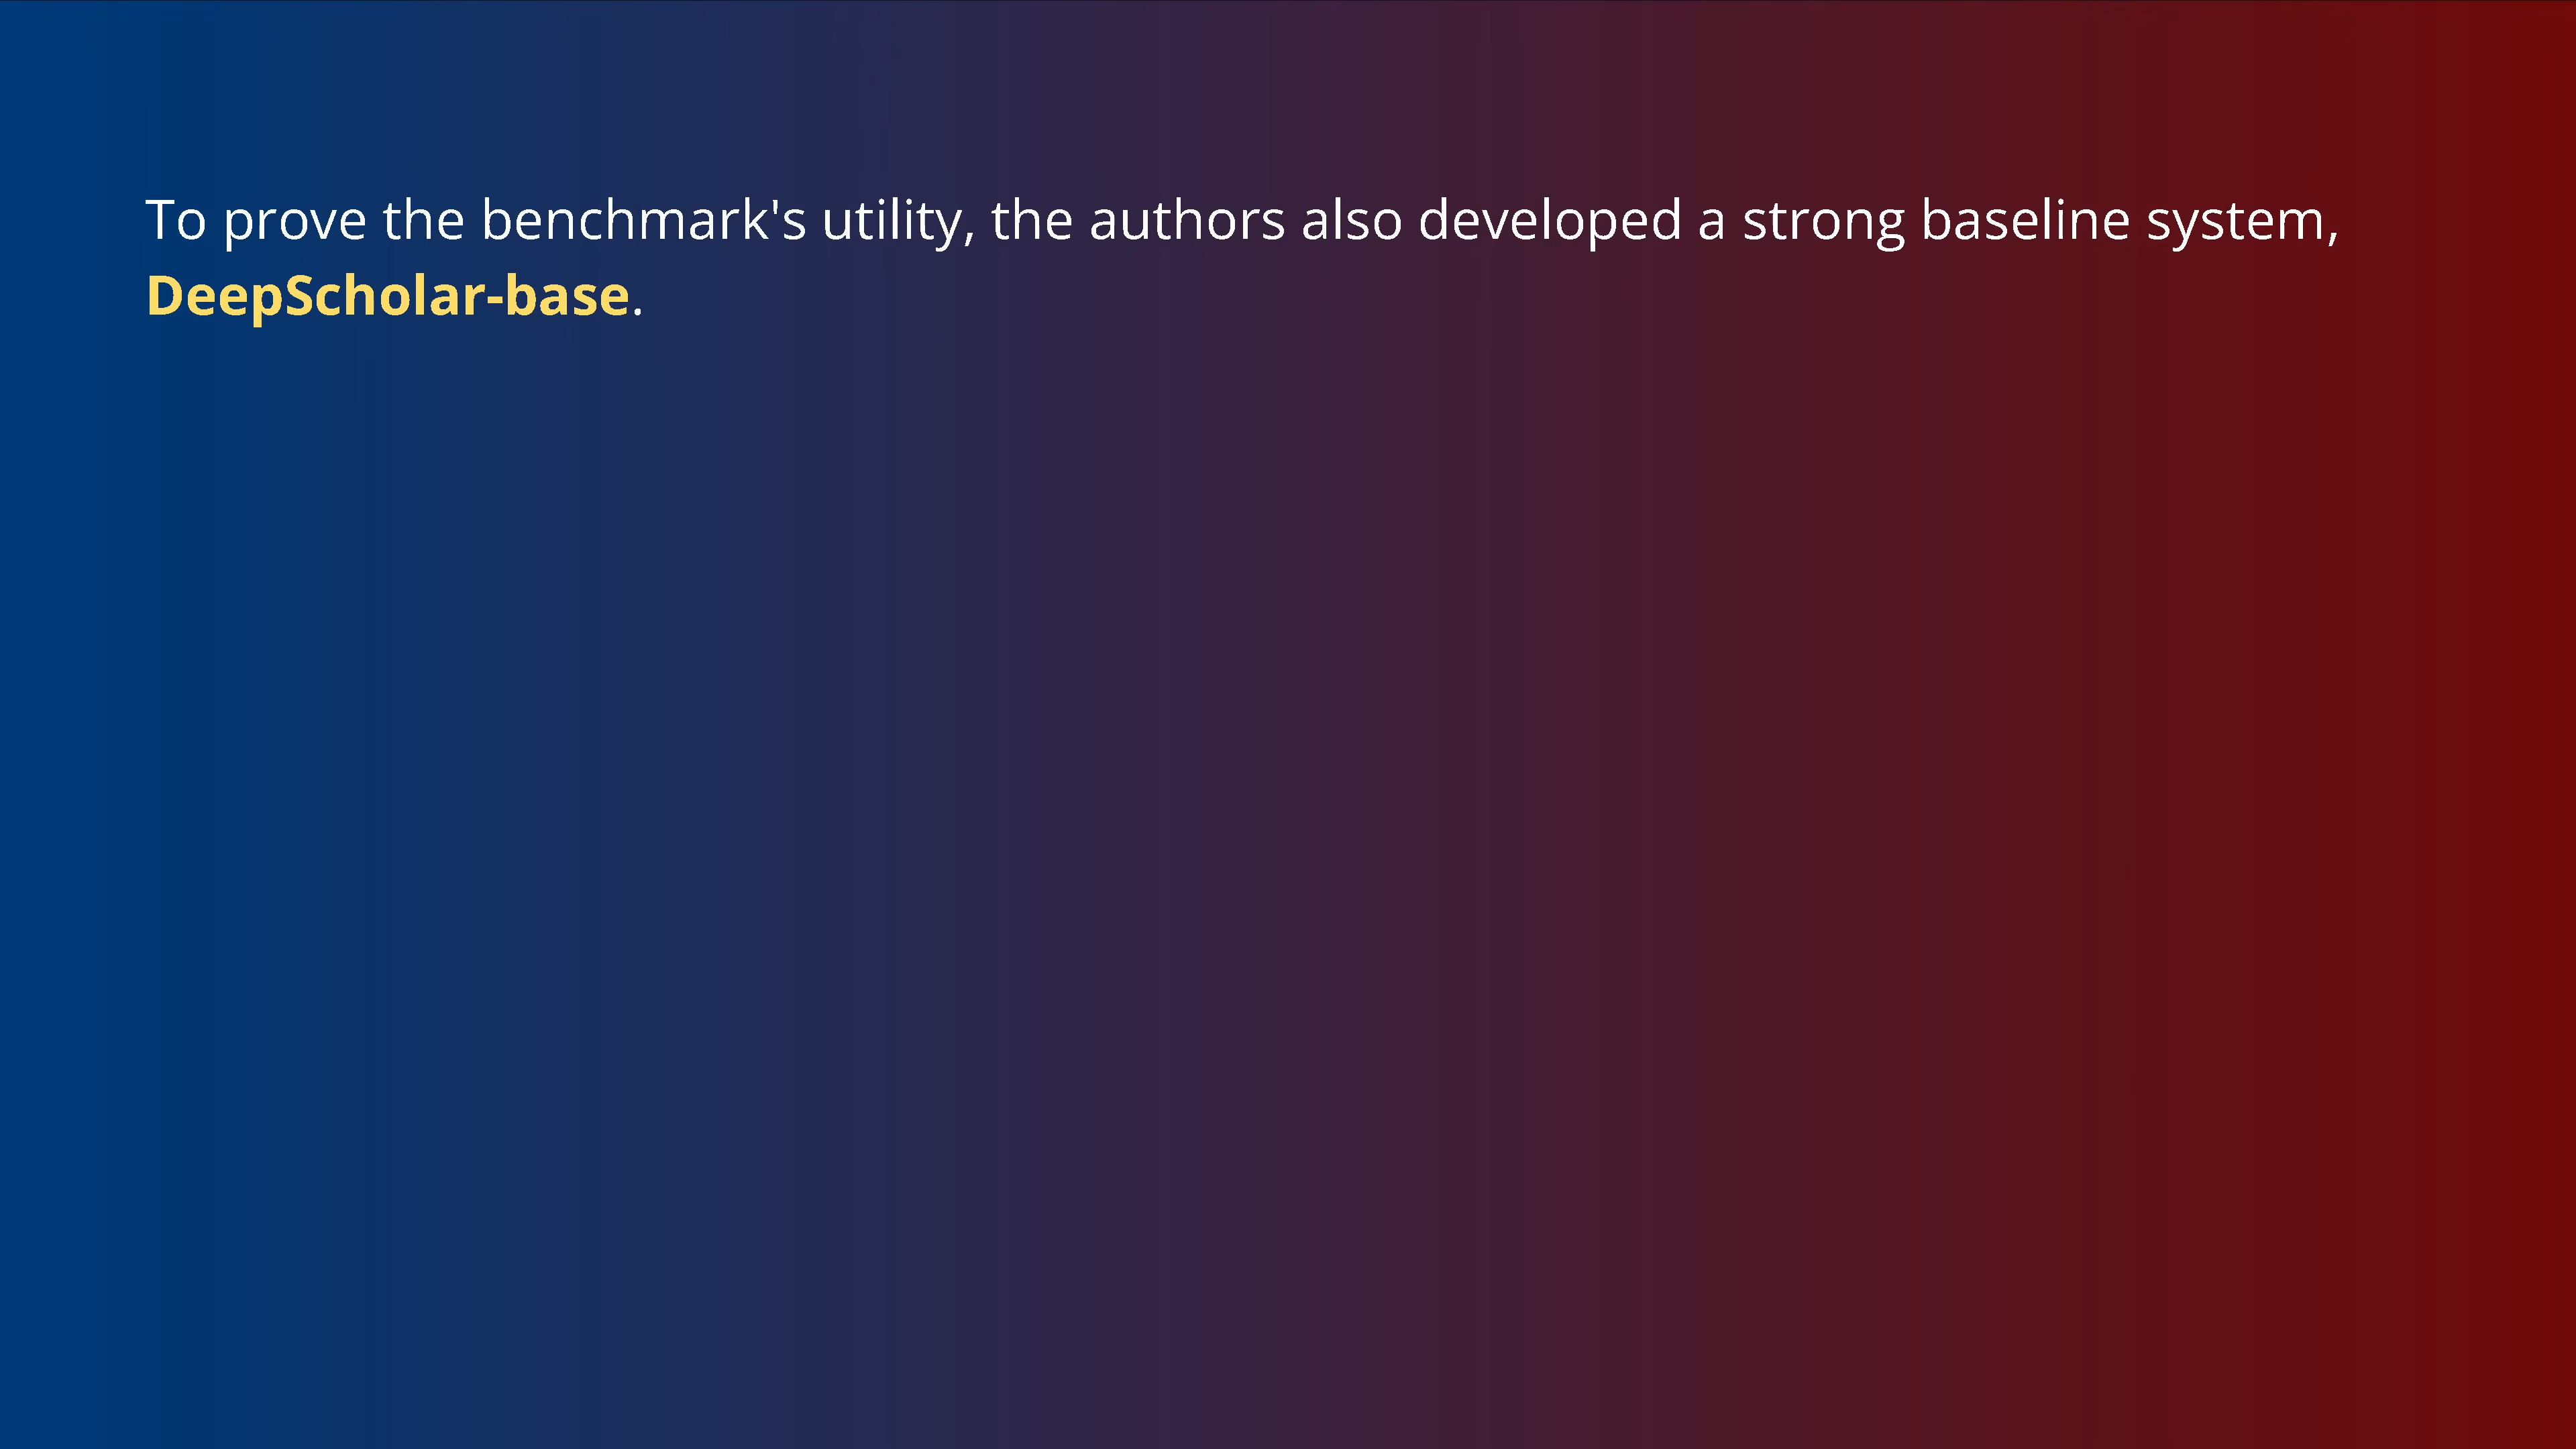 To prove the benchmark's utility, the authors also developed a strong baseline system,
DeepScholar-base.